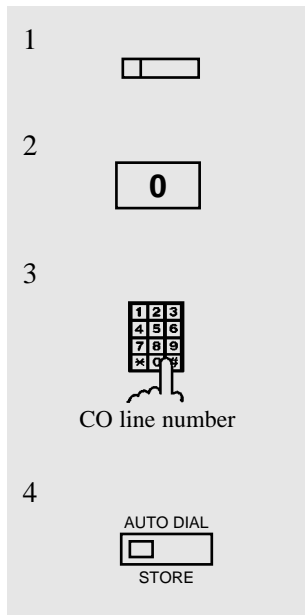 1
2
0
3
1 2 3
4 5 6
7 8 9
* 0 #
CO line number
4
AUTO DIAL
STORE